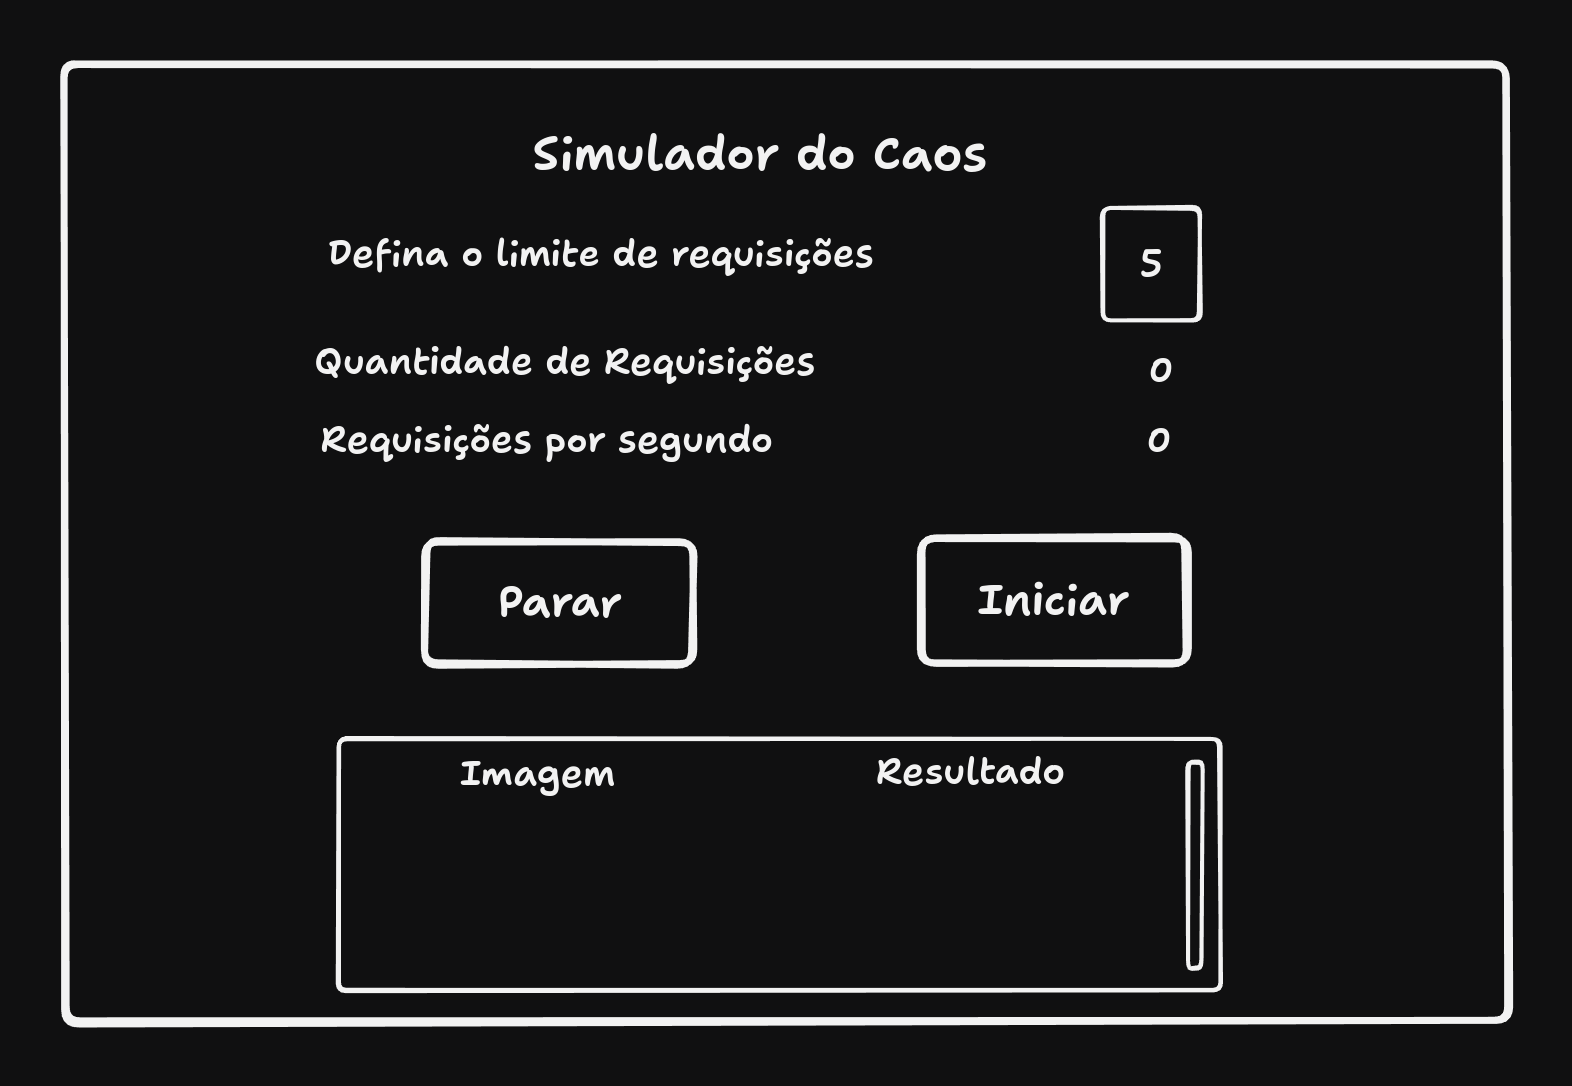 Simulador do Caos
Defina o limite de requisições
5
Quantidade de Requisições
0
Requisições por segundo
0
Parar
Iniciar
Imagem
Resultado